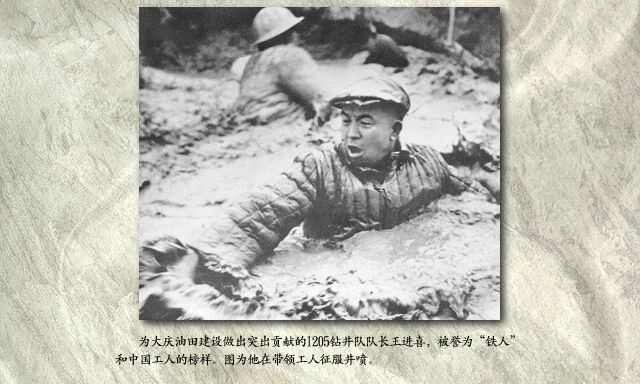 为大庆油田建设做出突出贡献的1205钻井队队长王进喜，被誉为“铁人”
和中国工人的榜样。图为他在带领工人征服井喷。